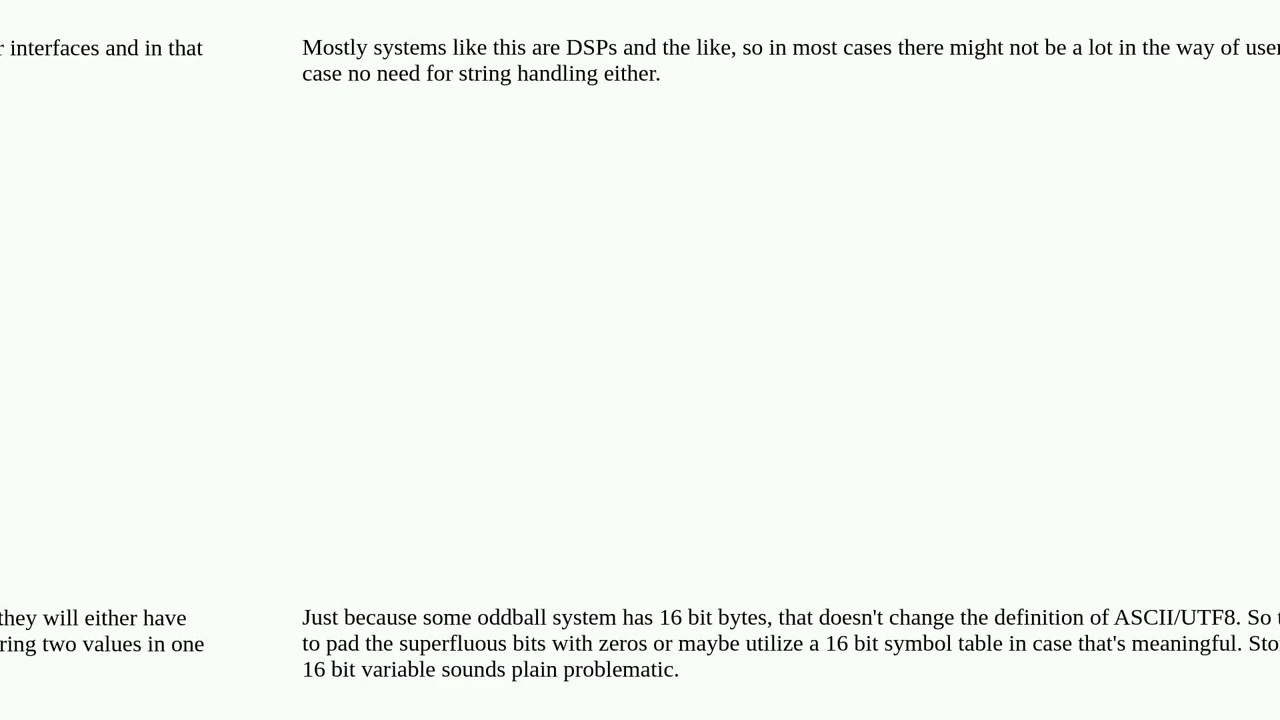 r interfaces and in that
Mostly systems like this are DSPs and the like, so in most cases there might not be a lot in the way of user
case no need for string handling either.
they will either have
ring two values in one
Just because some oddball system has 16 bit bytes, that doesn't change the definition of ASCII/UTF8. So t
to pad the superfluous bits with zeros or maybe utilize a 16 bit symbol table in case that's meaningful. Sto
16 bit variable sounds plain problematic.